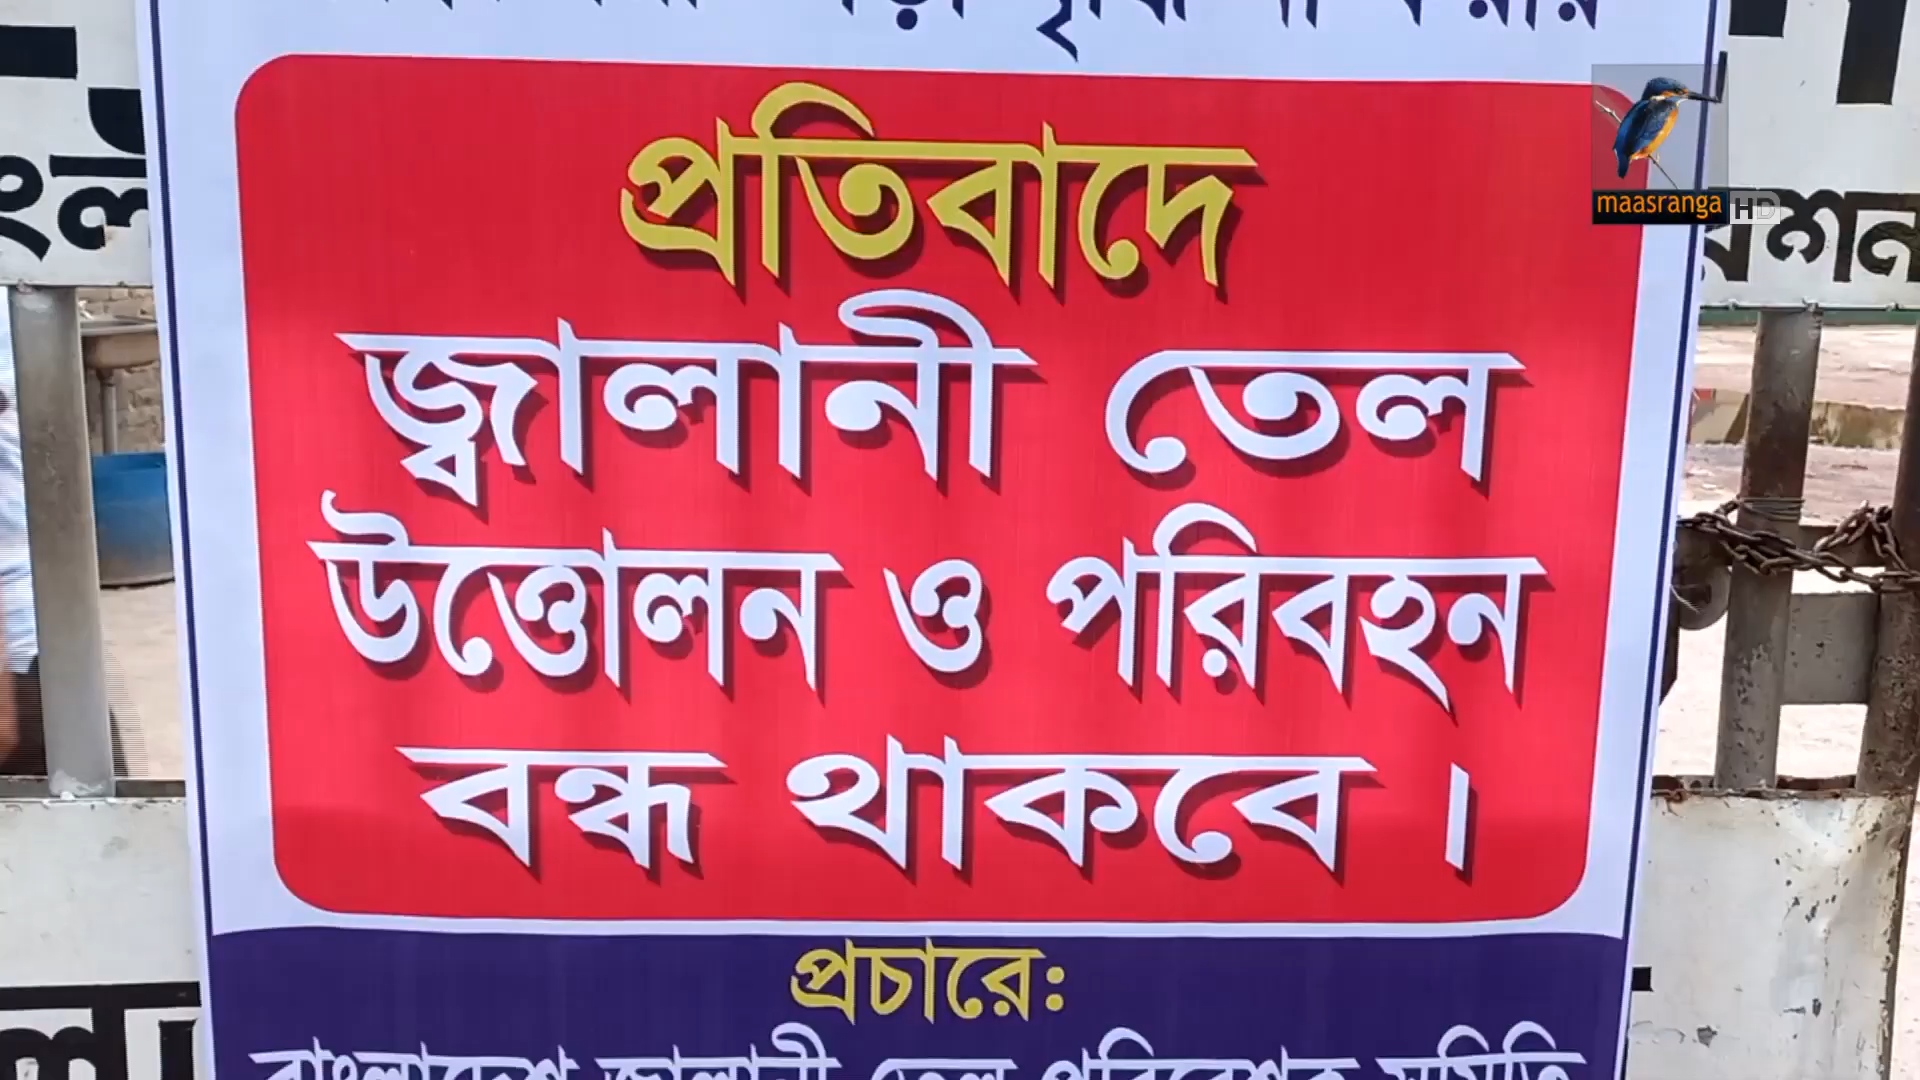 প্রতিবাদে
জ্বালানী তেল
উত্তোলন ও পরিবহন
বন্ধ থাকবে ।
প্রচারে:
বাংলাদেশ জ্বালানী তেল পরিবেশক সমিতি
maasranga HD